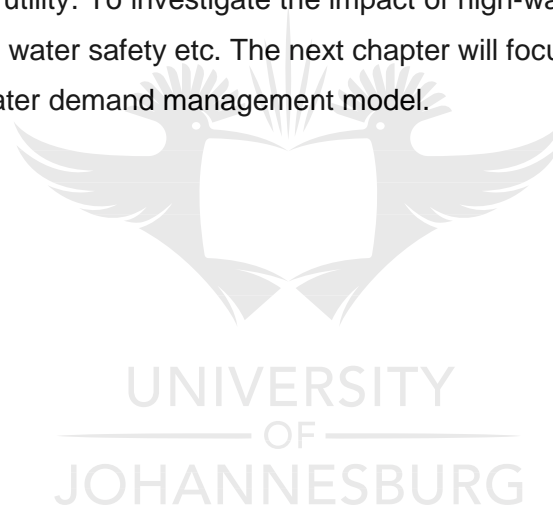 utility. To investigate the impact of high-wa
water safety etc. The next chapter will focu
ater demand management model.
UNIVERSITY
OF
JOHANNESBURG